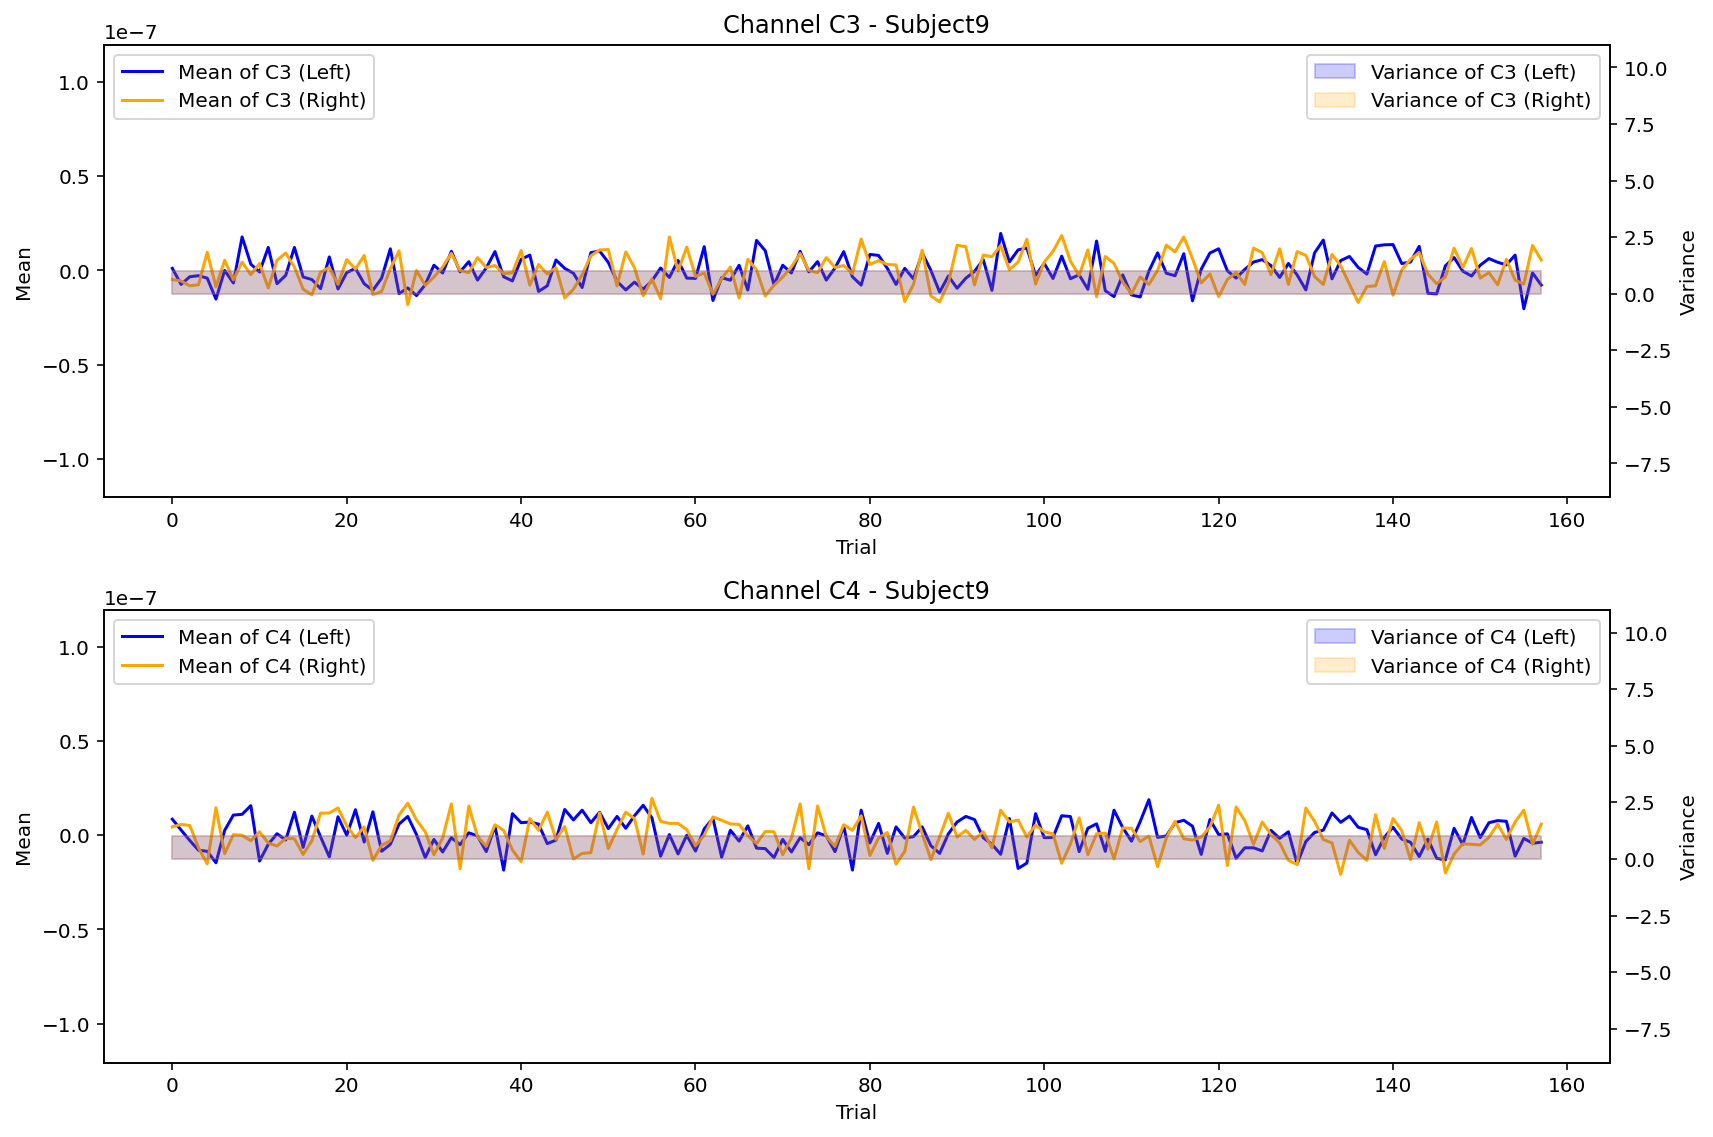 Channel C3 - Subject9
1e−7
Mean of C3 (Left)
Mean of C3 (Right)
Variance of C3 (Left)
Variance of C3 (Right)
1.0
0.5
0.0
−0.5
−1.0
Mean
10.0
7.5
5.0
2.5
0.0
−2.5
−5.0
−7.5
Variance
0 20 40 60 80 100 120 140 160
Trial
Channel C4 - Subject9
1e−7
Mean of C4 (Left)
Mean of C4 (Right)
Variance of C4 (Left)
Variance of C4 (Right)
1.0
0.5
0.0
−0.5
−1.0
Mean
10.0
7.5
5.0
2.5
0.0
−2.5
−5.0
−7.5
Variance
0 20 40 60 80 100 120 140 160
Trial